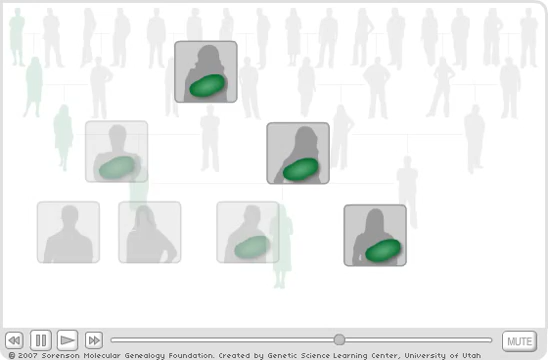 MUTE
© 2007 Sorenson Molecular Genealogy Foundation. Created by Genetic Science Learning Center, University of Utah